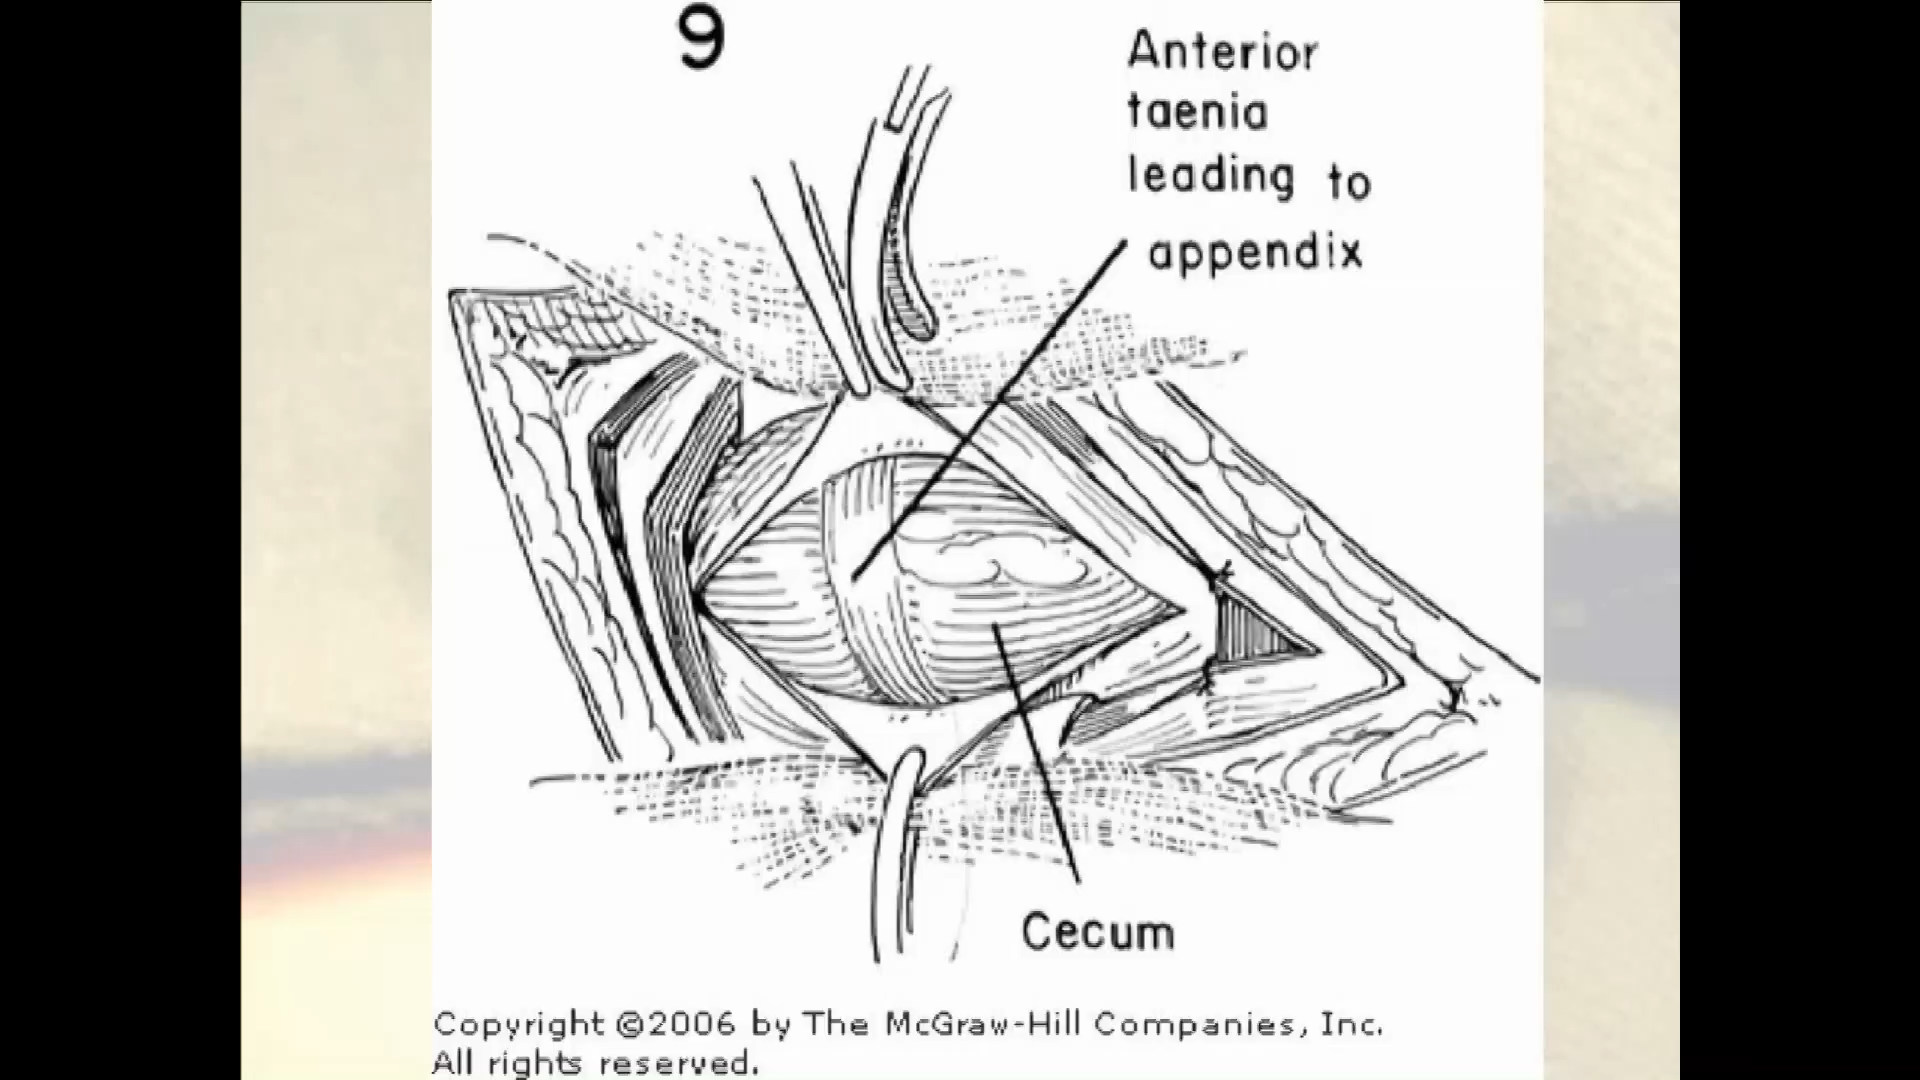 9
Anterior
taenia
leading to
appendix
Cecum
Copyright ©2006 by The McGraw-Hill Companies, Inc.
All rights reserved.